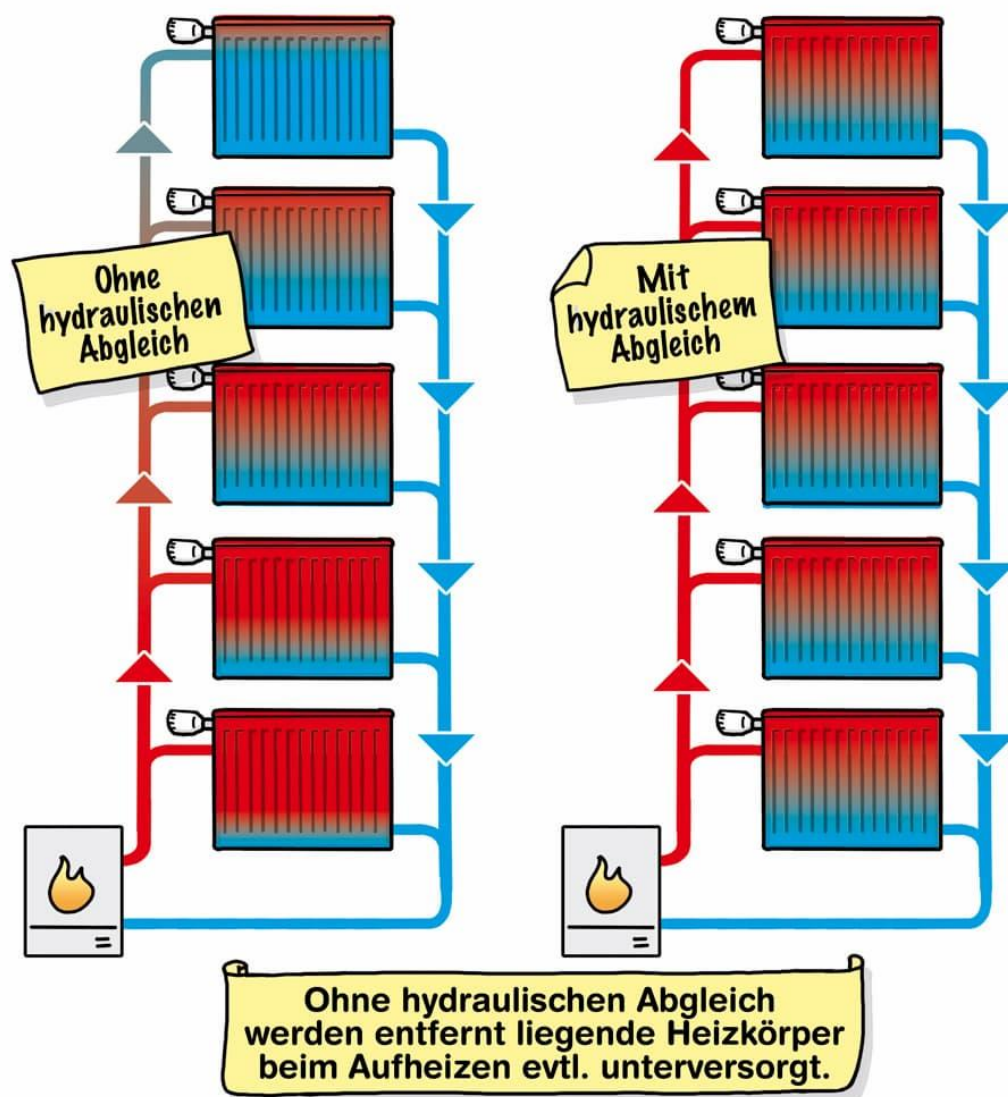 Ohne
hydraulischen
Abgleich
Mit
hydraulischem
Abgleich
Ohne hydraulischen Abgleich
werden entfernt liegende Heizkörper
beim Aufheizen evtl. unterversorgt.